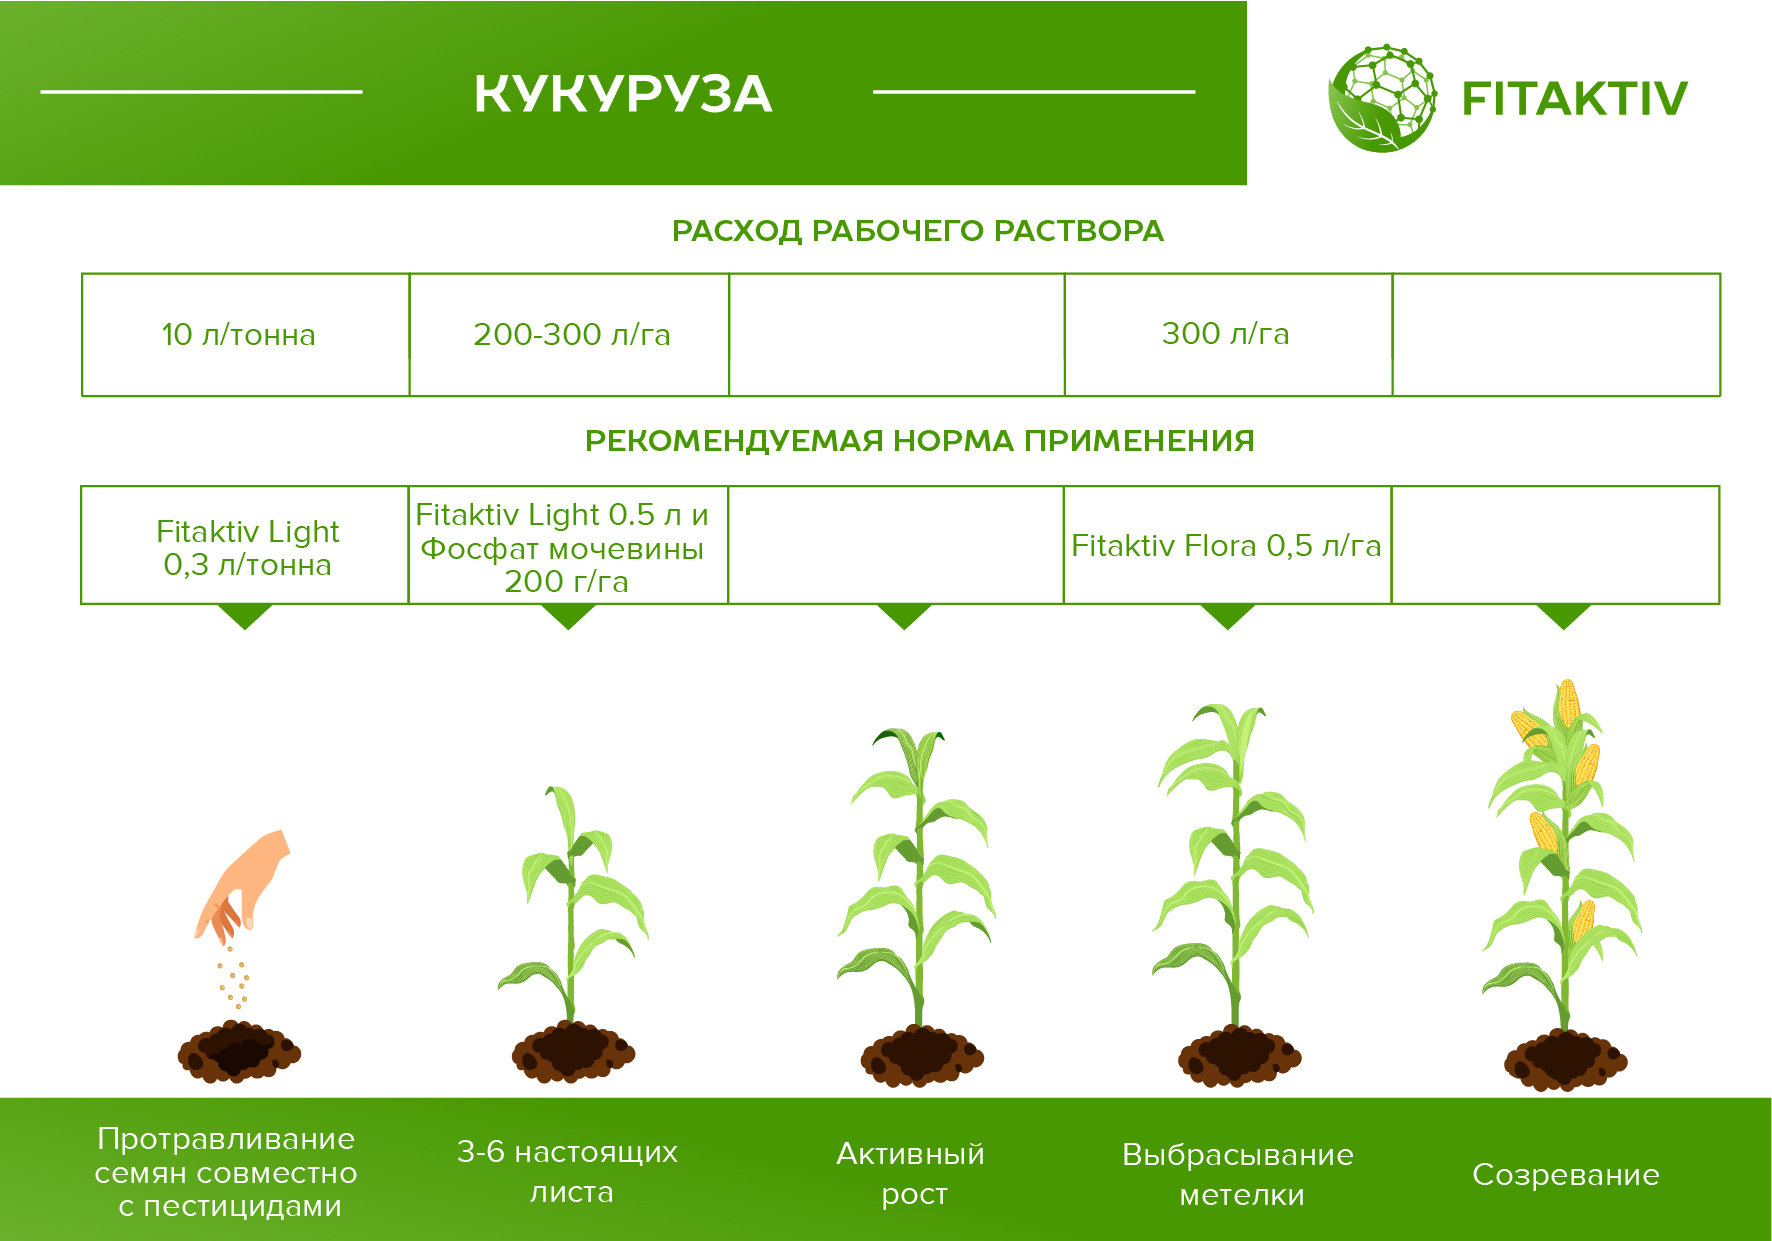 КУКУРУЗА
FITAKTIV
РАСХОД РАБОЧЕГО РАСТВОРА
10 л/тонна
200-300 л/га
300 л/га
РЕКОМЕНДУЕМАЯ НОРМА ПРИМЕНЕНИЯ
Fitaktiv Light
0,3 л/тонна
Fitaktiv Light 0.5 л и
Фосфат мочевины
200 г/га
Fitaktiv Flora 0,5 л/га
Протравливание
семян совместно
с пестицидами
3-6 настоящих
листа
Активный
рост
Выбрасывание
метелки
Созревание